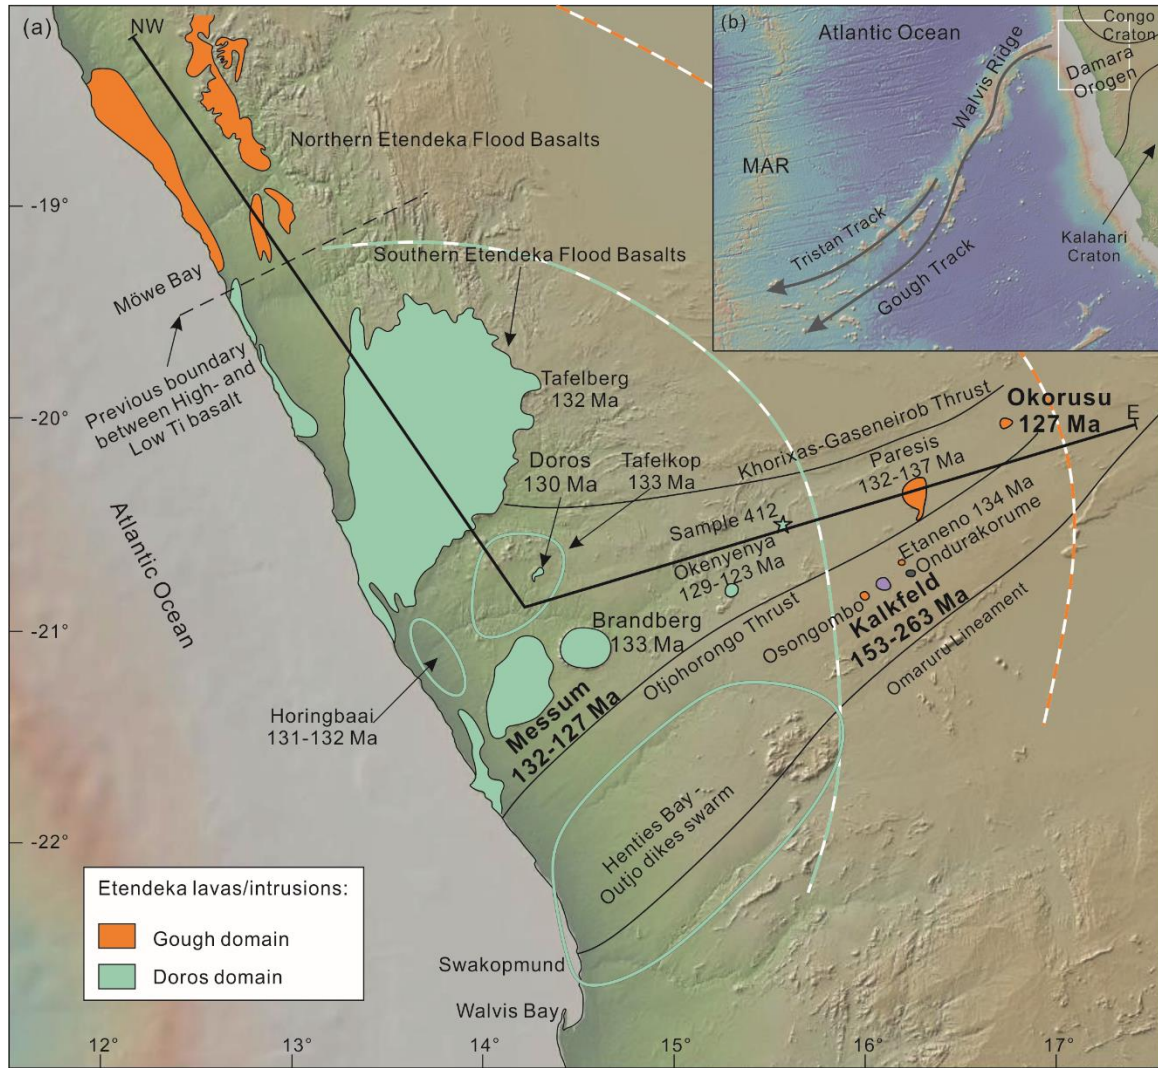 (a)
NW
Northern Etendeka Flood Basalts
-19°
Southern Etendeka Flood Basalts
Möwe Bay
Previous boundary
between High- and
Low Ti basalt
Tafelberg
132 Ma
-20°
Okorusu
127 Ma
E
Khorixas-Gaseneirob Thrust
Paresis
132-137 Ma
Doros
130 Ma
Tafelkop
133 Ma
Sample 412
Okenyenya
129-123 Ma
Etaneno 134 Ma
Ondurakorume
Atlantic Ocean
-21°
Brandberg
133 Ma
Otjohorongo Thrust
Osongombo
Kalkfeld
153-263 Ma
Omaruru Lineament
Horingbaai
131-132 Ma
Messum
132-127 Ma
-22°
Henties Bay -
Outjo dikes swarm
Etendeka lavas/intrusions:
Gough domain
Doros domain
Swakopmund
Walvis Bay
12°
13°
14°
15°
16°
17°
(b)
Atlantic Ocean
Congo
Craton
Walvis Ridge
Damara
Orogen
MAR
Tristan Track
Gough Track
Kalahari
Craton